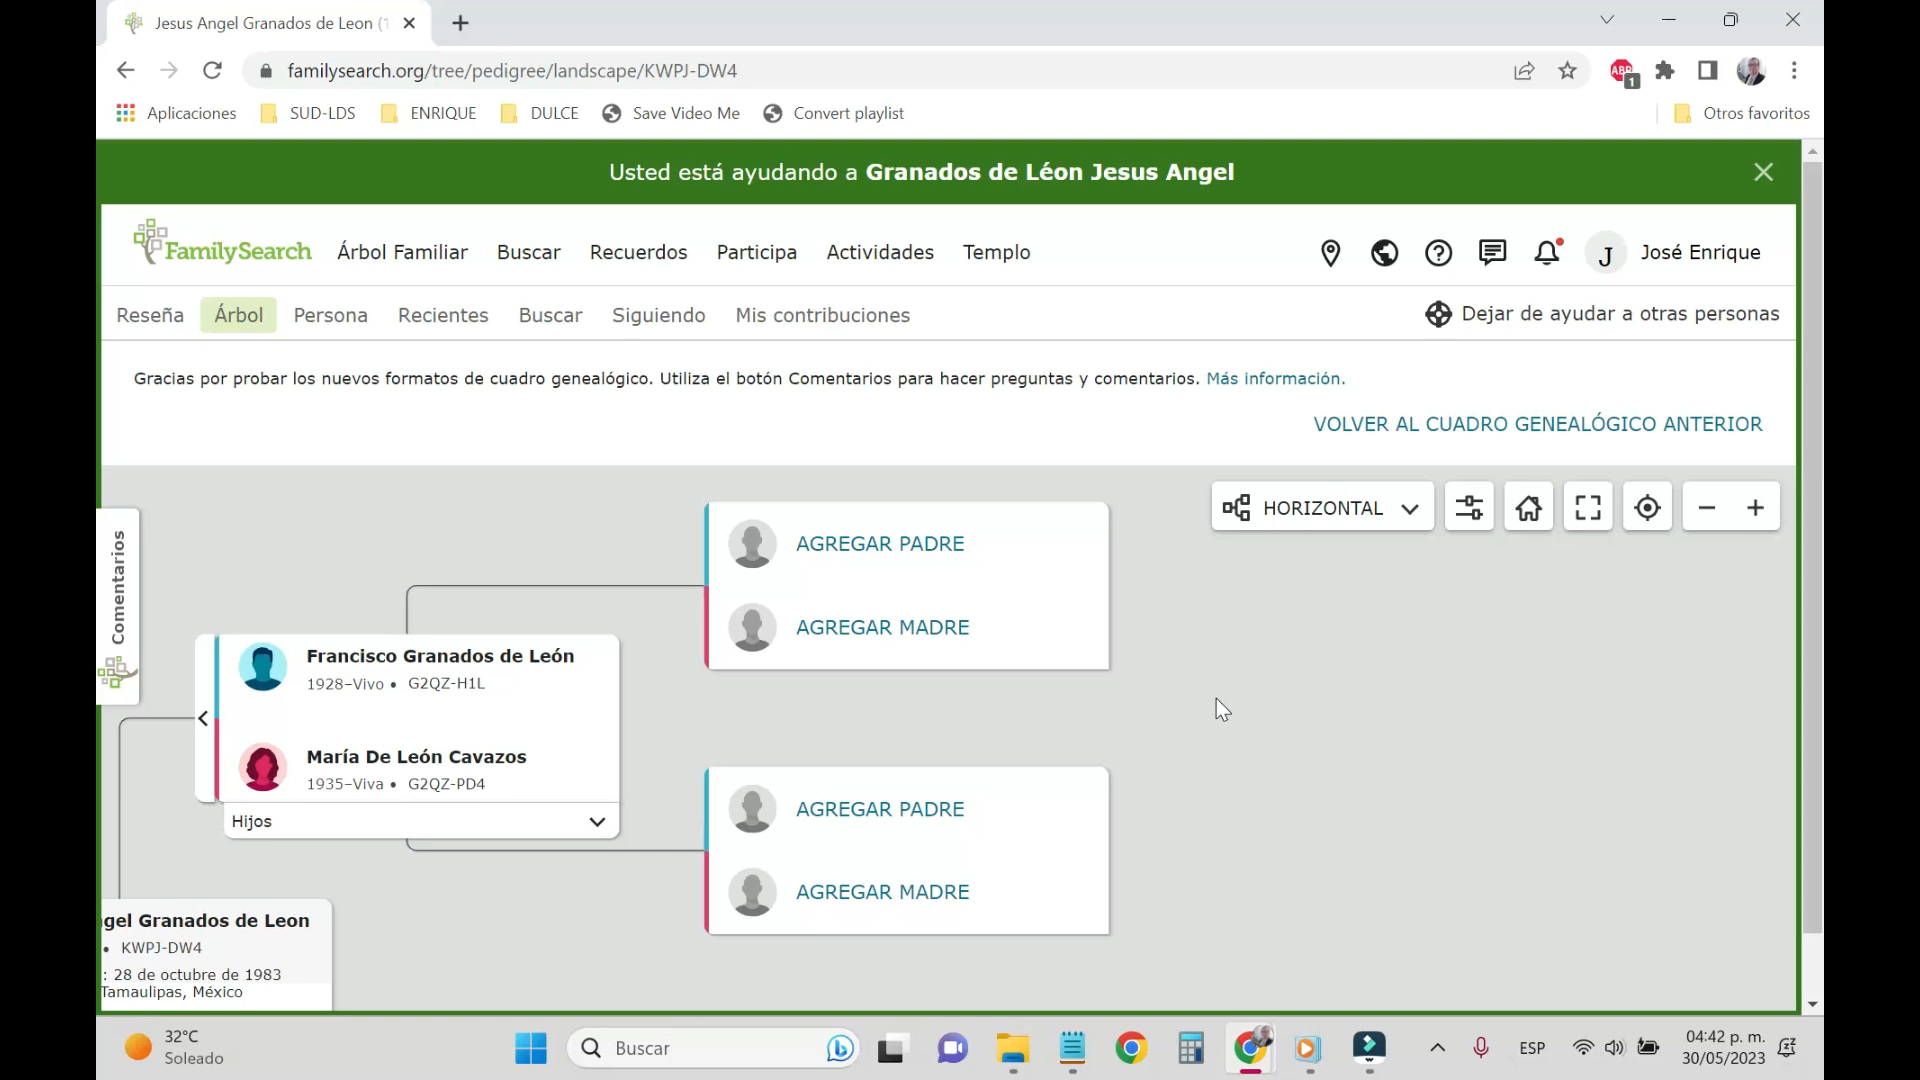 Jesus Angel Granados de Leon (1
familysearch.org/tree/pedigree/landscape/KWPJ-DW4
ABP
1
Aplicaciones
SUD-LDS
ENRIQUE
DULCE
Save Video Me
Convert playlist
Otros favoritos
Usted está ayudando a Granados de Léon Jesus Angel
FamilySearch
Árbol Familiar
Buscar
Recuerdos
Participa
Actividades
Templo
J
José Enrique
Reseña
Árbol
Persona
Recientes
Buscar
Siguiendo
Mis contribuciones
Dejar de ayudar a otras personas
Gracias por probar los nuevos formatos de cuadro genealógico. Utiliza el botón Comentarios para hacer preguntas y comentarios. Más información.
VOLVER AL CUADRO GENEALÓGICO ANTERIOR
HORIZONTAL
Comentarios
AGREGAR PADRE
AGREGAR MADRE
Francisco Granados de León
1928–Vivo • G2QZ-H1L
María De León Cavazos
1935–Viva • G2QZ-PD4
Hijos
AGREGAR PADRE
AGREGAR MADRE
ngel Granados de Leon
• KWPJ-DW4
: 28 de octubre de 1983
Tamaulipas, México
32°C
Soleado
Buscar
ESP
04:42 p. m.
30/05/2023